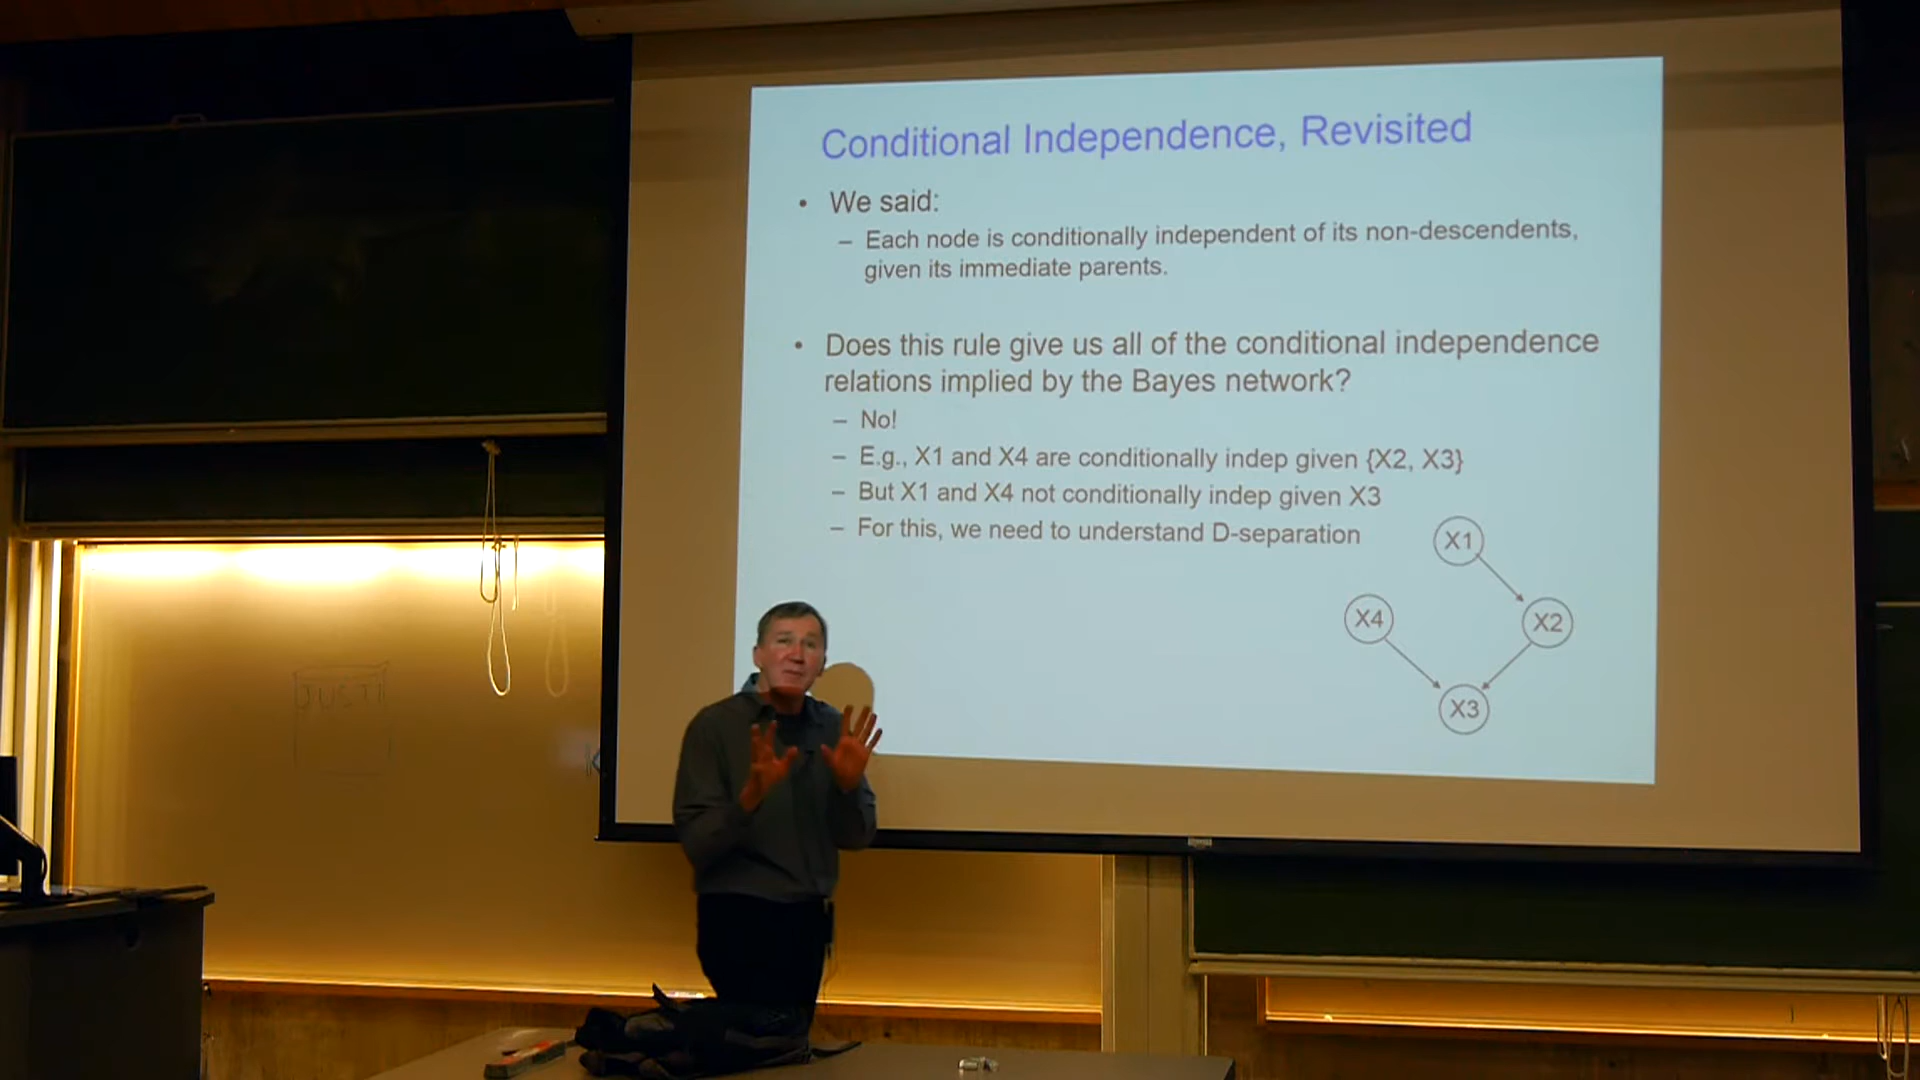 Conditional Independence, Revisited
• We said:
– Each node is conditionally independent of its non-descendents,
given its immediate parents.
• Does this rule give us all of the conditional independence
relations implied by the Bayes network?
– No!
– E.g., X1 and X4 are conditionally indep given {X2, X3}
– But X1 and X4 not conditionally indep given X3
– For this, we need to understand D-separation
X1
X4
X2
X3
JUSTI
K